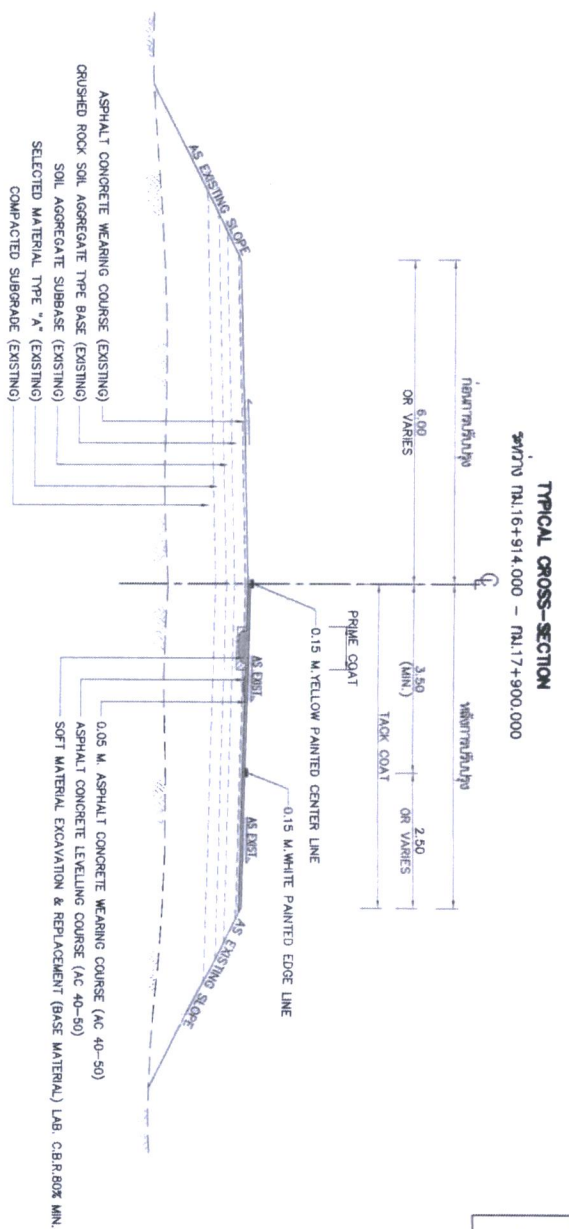 TYPICAL CROSS-SECTION
ระหว่าง กม.16+914.000 - กม.17+900.000
ก่อนการปรับปรุง
หลังการปรับปรุง
6.00
OR VARIES
3.50
(MIN.)
2.50
OR VARIES
TACK COAT
PRIME COAT
0.15 M.YELLOW PAINTED CENTER LINE
0.15 M.WHITE PAINTED EDGE LINE
AS EXISTING SLOPE
AS EXIST.
AS EXIST.
AS EXISTING SLOPE
ASPHALT CONCRETE WEARING COURSE (EXISTING)
CRUSHED ROCK SOIL AGGREGATE TYPE BASE (EXISTING)
SOIL AGGREGATE SUBBASE (EXISTING)
SELECTED MATERIAL TYPE "A" (EXISTING)
COMPACTED SUBGRADE (EXISTING)
0.05 M. ASPHALT CONCRETE WEARING COURSE (AC 40-50)
ASPHALT CONCRETE LEVELLING COURSE (AC 40-50)
SOFT MATERIAL EXCAVATION & REPLACEMENT (BASE MATERIAL) LAB. C.B.R.80% MIN.